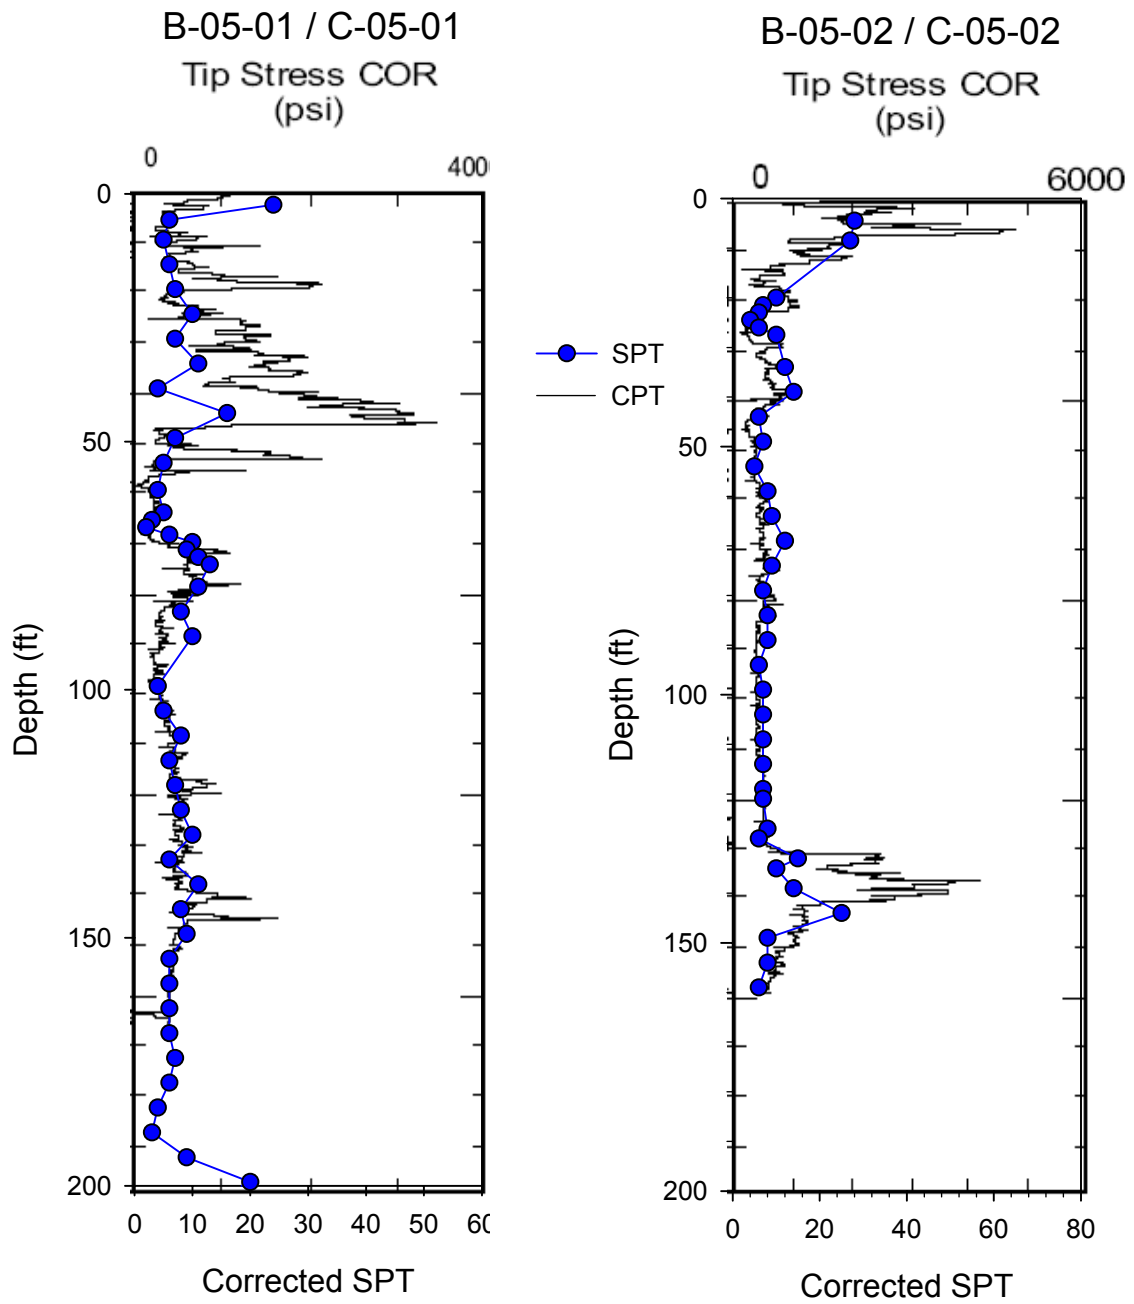 B-05-01 / C-05-01
Tip Stress COR
(psi)
0 400
0
50
100
150
200
Depth (ft)
0 10 20 30 40 50
Corrected SPT
SPT
CPT
B-05-02 / C-05-02
Tip Stress COR
(psi)
0 6000
0
50
100
150
200
Depth (ft)
0 20 40 60 80
Corrected SPT